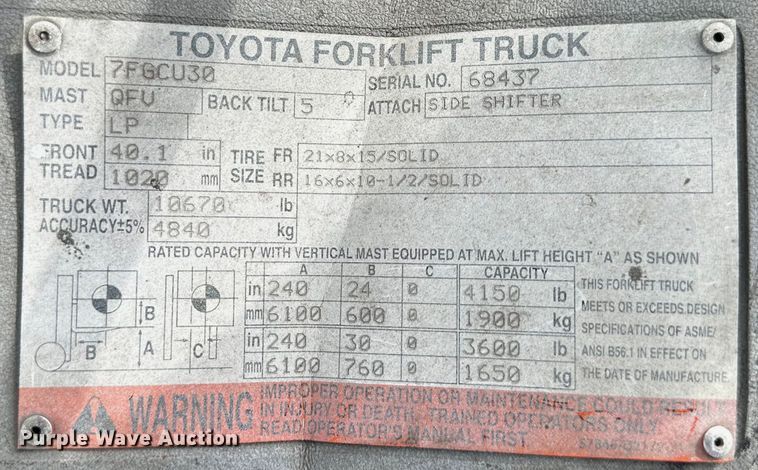 TOYOTA FORKLIFT TRUCK
MODEL 7FGCU30 SERIAL NO. 68437
MAST QFV BACK TILT 5 ATTACH SIDE SHIFTER
TYPE LP
FRONT TREAD 40.1 in TIRE SIZE FR 21x8x15/SOLID
1020 mm RR 16x6x10-1/2/SOLID
TRUCK WT. 10670 lb
ACCURACY±5% 4840 kg
RATED CAPACITY WITH VERTICAL MAST EQUIPPED AT MAX. LIFT HEIGHT "A" AS SHOWN
A B C CAPACITY
in 240 24 0 4150 lb
mm 6100 600 0 1900 kg
in 240 30 0 3600 lb
mm 6100 760 0 1650 kg
B
B A C
THIS FORKLIFT TRUCK
MEETS OR EXCEEDS DESIGN
SPECIFICATIONS OF ASME/
ANSI B56.1 IN EFFECT ON
THE DATE OF MANUFACTURE.
WARNING
IMPROPER OPERATION OR MAINTENANCE COULD RESULT
IN INJURY OR DEATH. TRAINED OPERATORS ONLY.
READ OPERATOR'S MANUAL FIRST.
Purple Wave Auction